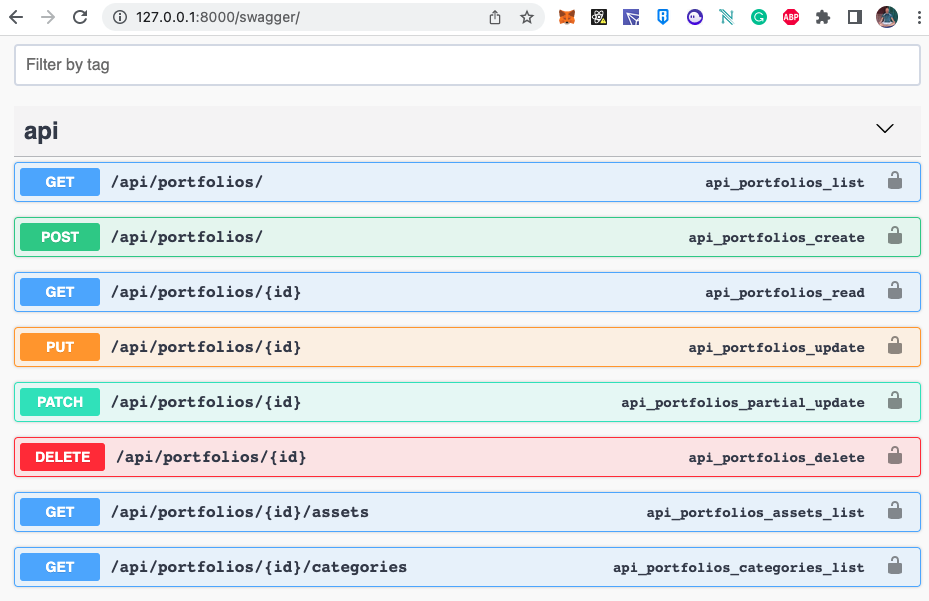 127.0.0.1:8000/swagger/
ABP
Filter by tag
api
GET /api/portfolios/ api_portfolios_list
POST /api/portfolios/ api_portfolios_create
GET /api/portfolios/{id} api_portfolios_read
PUT /api/portfolios/{id} api_portfolios_update
PATCH /api/portfolios/{id} api_portfolios_partial_update
DELETE /api/portfolios/{id} api_portfolios_delete
GET /api/portfolios/{id}/assets api_portfolios_assets_list
GET /api/portfolios/{id}/categories api_portfolios_categories_list